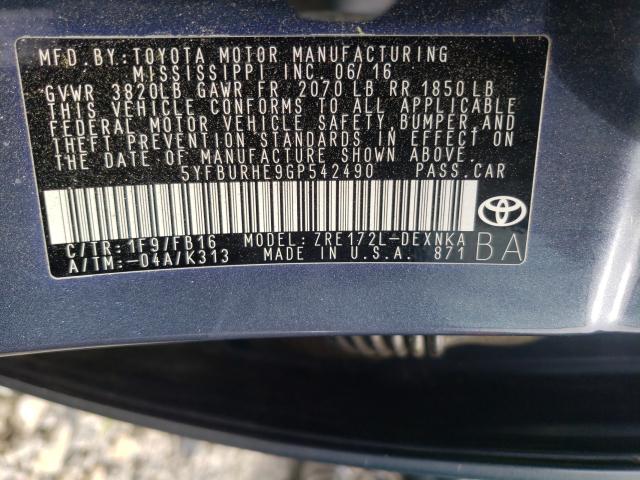 MFD. BY: TOYOTA MOTOR MANUFACTURING
MISSISSIPPI INC. 06/16
GVWR 3820LB GAWR FR 2070 LB RR 1850 LB
THIS VEHICLE CONFORMS TO ALL APPLICABLE
FEDERAL MOTOR VEHICLE SAFETY, BUMPER, AND
THEFT PREVENTION STANDARDS IN EFFECT ON
THE DATE OF MANUFACTURE SHOWN ABOVE.
5YFBURHE9GP542490 PASS.CAR
C/TR: 1F9/FB16 MODEL: ZRE172L-DEXNKA
A/TM: -04A/K313 MADE IN U.S.A. 871
BA